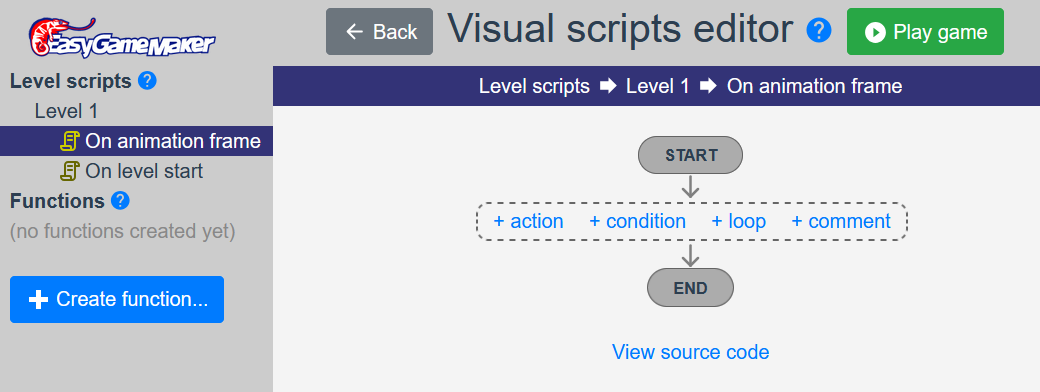 EasyGameMaker
Back
Visual scripts editor ?
Play game
Level scripts ?
Level 1
On animation frame
On level start
Functions ?
(no functions created yet)
Create function...
Level scripts Level 1 On animation frame
START
+ action + condition + loop + comment
END
View source code